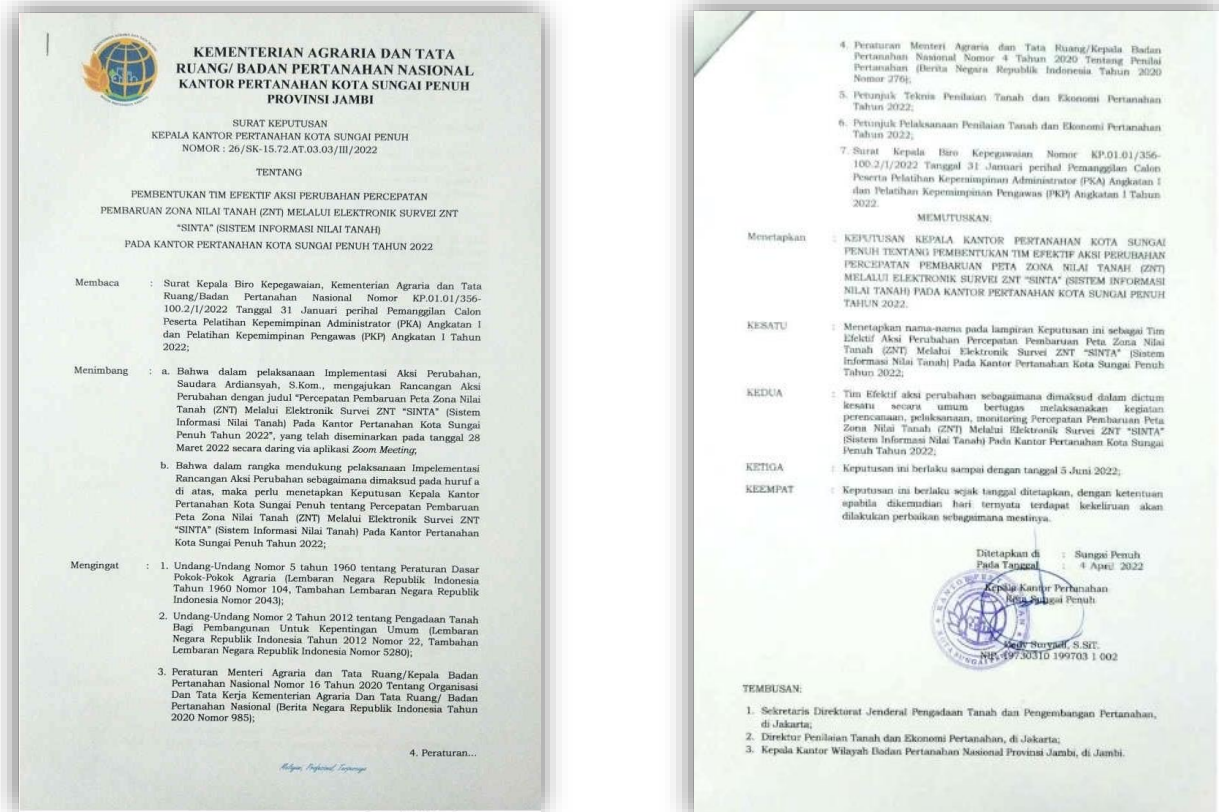 KEMENTERIAN AGRARIA DAN TATA
RUANG/ BADAN PERTANAHAN NASIONAL
KANTOR PERTANAHAN KOTA SUNGAI PENUH
PROVINSI JAMBI
SURAT KEPUTUSAN
KEPALA KANTOR PERTANAHAN KOTA SUNGAI PENUH
NOMOR : 26/SK-15.72.AT.03.03/III/2022
TENTANG
PEMBENTUKAN TIM EFEKTIF AKSI PERUBAHAN PERCEPATAN
PEMBARUAN ZONA NILAI TANAH (ZNT) MELALUI ELEKTRONIK SURVEI ZNT
"SINTA" (SISTEM INFORMASI NILAI TANAH)
PADA KANTOR PERTANAHAN KOTA SUNGAI PENUH TAHUN 2022
Membaca : Surat Kepala Biro Kepegawaian, Kementerian Agraria dan Tata
Ruang/Badan Pertanahan Nasional Nomor KP.01.01/356-
100.2/1/2022 Tanggal 31 Januari perihal Pemanggilan Calon
Peserta Pelatihan Kepemimpinan Administrator (PKA) Angkatan 1
dan Pelatihan Kepemimpinan Pengawas (PKP) Angkatan I Tahun
2022;
Menimbang : a. Bahwa dalam pelaksanaan Implementasi Aksi Perubahan,
Saudara Ardiansyah, S.Kom., mengajukan Rancangan Aksi
Perubahan dengan judul "Percepatan Pembaruan Peta Zona Nilai
Tanah (ZNT) Melalui Elektronik Survei ZNT "SINTA" (Sistem
Informasi Nilai Tanah) Pada Kantor Pertanahan Kota Sungai
Penuh Tahun 2022", yang telah diseminarkan pada tanggal 28
Maret 2022 secara daring via aplikasi Zoom Meeting;
b. Bahwa dalam rangka mendukung pelaksanaan Impelementasi
Rancangan Aksi Perubahan sebagaimana dimaksud pada huruf a
di atas, maka perlu menetapkan Keputusan Kepala Kantor
Pertanahan Kota Sungai Penuh tentang Percepatan Pembaruan
Peta Zona Nilai Tanah (ZNT) Melalui Elektronik Survei ZNT
"SINTA" (Sistem Informasi Nilai Tanah) Pada Kantor Pertanahan
Kota Sungai Penuh Tahun 2022;
Mengingat : 1. Undang-Undang Nomor 5 tahun 1960 tentang Peraturan Dasar
Pokok-Pokok Agraria (Lembaran Negara Republik Indonesia
Tahun 1960 Nomor 104, Tambahan Lembaran Negara Republik
Indonesia Nomor 2043);
2. Undang-Undang Nomor 2 Tahun 2012 tentang Pengadaan Tanah
Bagi Pembangunan Untuk Kepentingan Umum (Lembaran
Negara Republik Indonesia Tahun 2012 Nomor 22, Tambahan
Lembaran Negara Republik Indonesia Nomor 5280);
3. Peraturan Menteri Agraria dan Tata Ruang/Kepala Badan
Pertanahan Nasional Nomor 16 Tahun 2020 Tentang Organisasi
Dan Tata Kerja Kementerian Agraria Dan Tata Ruang/ Badan
Pertanahan Nasional (Berita Negara Republik Indonesia Tahun
2020 Nomor 985);
4. Peraturan...
Melayani, Profesional, Terpercaya
4. Peraturan Menteri Agraria dan Tata Ruang/Kepala Badan
Pertanahan Nasional Nomor 4 Tahun 2020 Tentang Penilai
Pertanahan (Berita Negara Republik Indonesia Tahun 2020
Nomor 276);
5. Petunjuk Teknis Penilaian Tanah dan Ekonomi Pertanahan
Tahun 2022;
6. Petunjuk Pelaksanaan Penilaian Tanah dan Ekonomi Pertanahan
Tahun 2022;
7. Surat Kepala Biro Kepegawaian Nomor KP.01.01/356-
100.2/1/2022 Tanggal 31 Januari perihal Pemanggilan Calon
Peserta Pelatihan Kepemimpinan Administrator (PKA) Angkatan I
dan Pelatihan Kepemimpinan Pengawas (PKP) Angkatan I Tahun
2022.
MEMUTUSKAN:
Menetapkan : KEPUTUSAN KEPALA KANTOR PERTANAHAN KOTA SUNGAI
PENUH TENTANG PEMBENTUKAN TIM EFEKTIF AKSI PERUBAHAN
PERCEPATAN PEMBARUAN PETA ZONA NILAI TANAH (ZNT)
MELALUI ELEKTRONIK SURVEI ZNT "SINTA" (SISTEM INFORMASI
NILAI TANAH) PADA KANTOR PERTANAHAN KOTA SUNGAI PENUH
TAHUN 2022.
KESATU : Menetapkan nama-nama pada lampiran Keputusan ini sebagai Tim
Efektif Aksi Perubahan Percepatan Pembaruan Peta Zona Nilai
Tanah (ZNT) Melalui Elektronik Survei ZNT "SINTA" (Sistem
Informasi Nilai Tanah) Pada Kantor Pertanahan Kota Sungai Penuh
Tahun 2022;
KEDUA : Tim Efektif aksi perubahan sebagaimana dimaksud dalam dictum
kesatu secara umum bertugas melaksanakan kegiatan
perencanaan, pelaksanaan, monitoring Percepatan Pembaruan Peta
Zona Nilai Tanah (ZNT) Melalui Elektronik Survei ZNT "SINTA"
(Sistem Informasi Nilai Tanah) Pada Kantor Pertanahan Kota Sungai
Penuh Tahun 2022;
KETIGA : Keputusan ini berlaku sampai dengan tanggal 5 Juni 2022;
KEEMPAT : Keputusan ini berlaku sejak tanggal ditetapkan, dengan ketentuan
apabila dikemudian hari ternyata terdapat kekeliruan akan
dilakukan perbaikan sebagaimana mestinya.
Ditetapkan di : Sungai Penuh
Pada Tanggal : 4 April 2022
Kepala Kantor Pertanahan
Kota Sungai Penuh
Suryadi, S.SiT.
NIP. 19730310 199703 1 002
TEMBUSAN:
1. Sekretaris Direktorat Jenderal Pengadaan Tanah dan Pengembangan Pertanahan,
di Jakarta;
2. Direktur Penilaian Tanah dan Ekonomi Pertanahan, di Jakarta;
3. Kepala Kantor Wilayah Badan Pertanahan Nasional Provinsi Jambi, di Jambi.